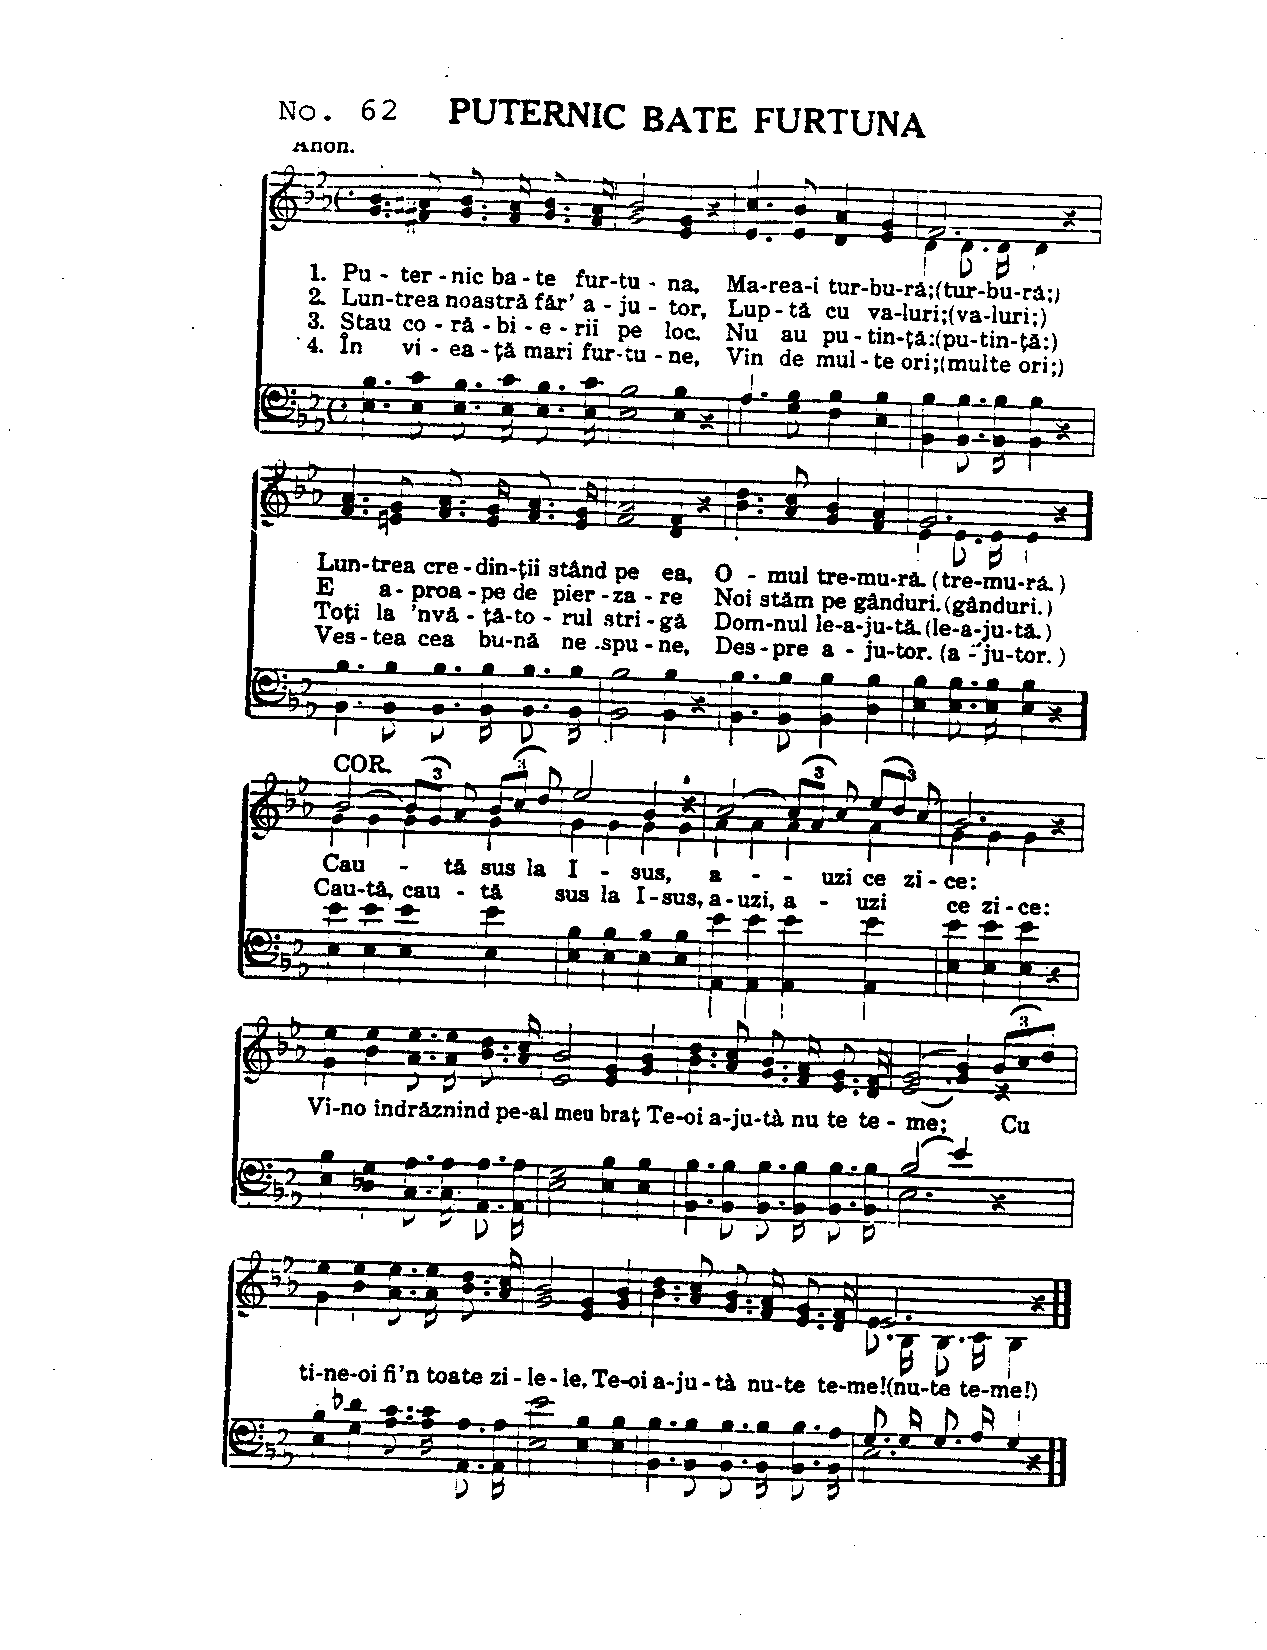 No. 62 PUTERNIC BATE FURTUNA
Anon.
1. Pu - ter - nic ba - te fur - tu - na, Ma-rea-i tur-bu-ră;(tur-bu-ră;)
2. Lun-trea noastră făr' a - ju - tor, Lup-tă cu va-luri;(va-luri;)
3. Stau co - ră - bi - e - rii pe loc. Nu au pu-tin-ţă:(pu-tin-ţă:)
4. În vi - ea - ţă mari fur-tu - ne, Vin de mul-te ori;(multe ori;)
Lun-trea cre-din-ţii stând pe ea, O - mul tre-mu-ră. (tre-mu-ră.)
E a-proa-pe de pier-za-re Noi stăm pe gânduri.(gânduri.)
Toţi la 'nvă-ţă-to-rul stri-gă Dom-nul le-a-ju-tă.(le-a-ju-tă.)
Ves-tea cea bu-nă ne spu-ne, Des-pre a-ju-tor. (a-ju-tor.)
COR.
3 3 3 3
Cau - tă sus la I - sus, a - - uzi ce zi-ce:
Cau-tă, cau - tă sus la I-sus, a-uzi, a - uzi ce zi-ce:
3
Vi-no îndrăznind pe-al meu braţ Te-oi a-ju-tà nu te te-me; Cu
ti-ne-oi fi'n toate zi-le-le, Te-oi a-ju-tà nu-te te-me!(nu-te te-me!)